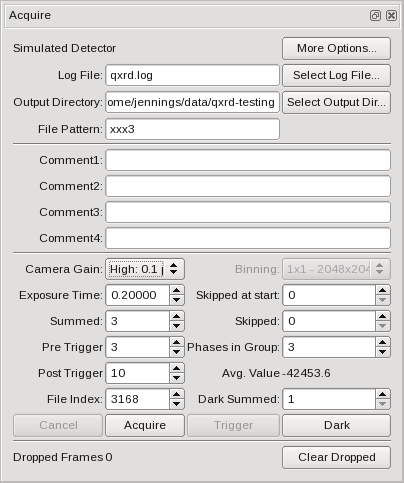 Acquire
Simulated Detector More Options...
Log File: qxrd.log Select Log File...
Output Directory: ome/jennings/data/qxrd-testing Select Output Dir...
File Pattern: xxx3
Comment1:
Comment2:
Comment3:
Comment4:
Camera Gain: High: 0.1 p Binning: 1x1 - 2048x204
Exposure Time: 0.20000 Skipped at start: 0
Summed: 3 Skipped: 0
Pre Trigger 3 Phases in Group: 3
Post Trigger 10 Avg. Value -42453.6
File Index: 3168 Dark Summed: 1
Cancel Acquire Trigger Dark
Dropped Frames 0 Clear Dropped